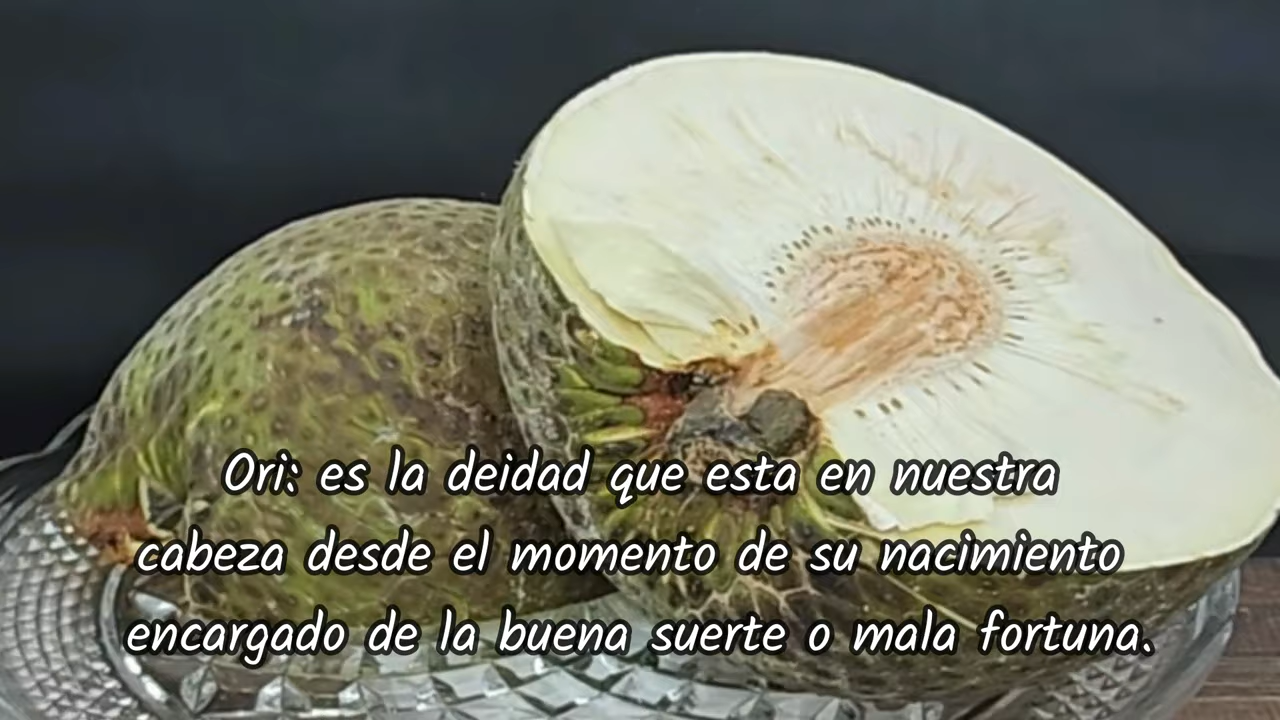 Ori: es la deidad que esta en nuestra
cabeza desde el momento de su nacimiento
encargado de la buena suerte o mala fortuna.